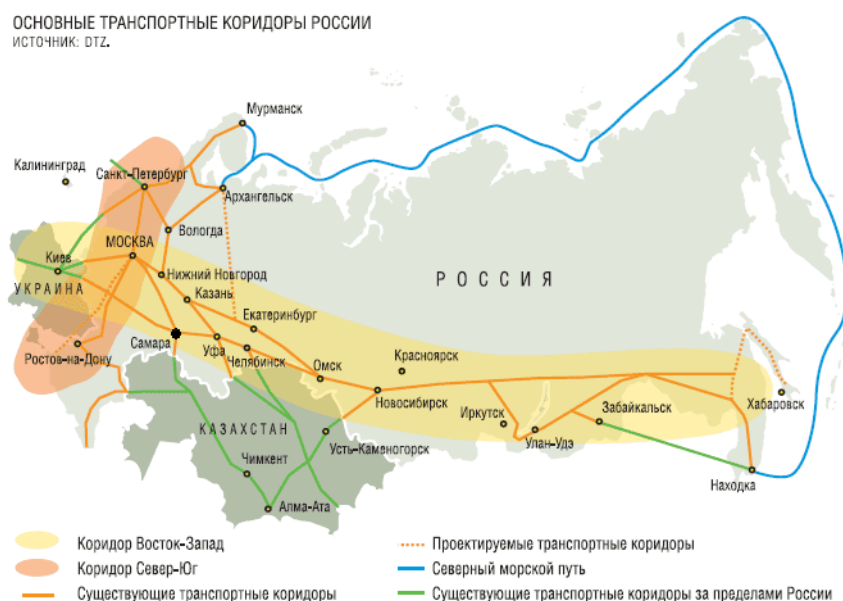 ОСНОВНЫЕ ТРАНСПОРТНЫЕ КОРИДОРЫ РОССИИ
ИСТОЧНИК: DTZ.
Мурманск
Калининград
Санкт-Петербург
Архангельск
Вологда
МОСКВА
Киев
УКРАИНА
Нижний Новгород
Казань
РОССИЯ
Екатеринбург
Самара
Ростов-на-Дону
Уфа
Челябинск
Омск
Красноярск
Новосибирск
Иркутск
Забайкальск
Хабаровск
КАЗАХСТАН
Усть-Каменогорск
Улан-Удэ
Чимкент
Находка
Алма-Ата
Коридор Восток-Запад
Коридор Север-Юг
Существующие транспортные коридоры
Проектируемые транспортные коридоры
Северный морской путь
Существующие транспортные коридоры за пределами России